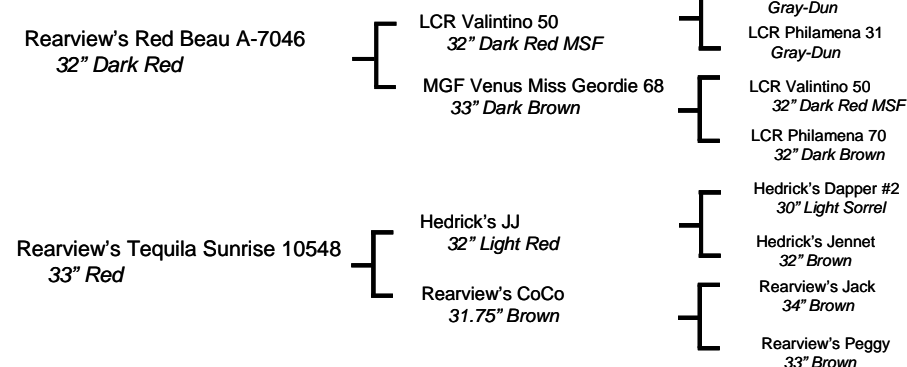 Rearview's Red Beau A-7046
32" Dark Red
LCR Valintino 50
32" Dark Red MSF
MGF Venus Miss Geordie 68
33" Dark Brown
Gray-Dun
LCR Philamena 31
Gray-Dun
LCR Valintino 50
32" Dark Red MSF
LCR Philamena 70
32" Dark Brown
Rearview's Tequila Sunrise 10548
33" Red
Hedrick's JJ
32" Light Red
Rearview's CoCo
31.75" Brown
Hedrick's Dapper #2
30" Light Sorrel
Hedrick's Jennet
32" Brown
Rearview's Jack
34" Brown
Rearview's Peggy
33" Brown